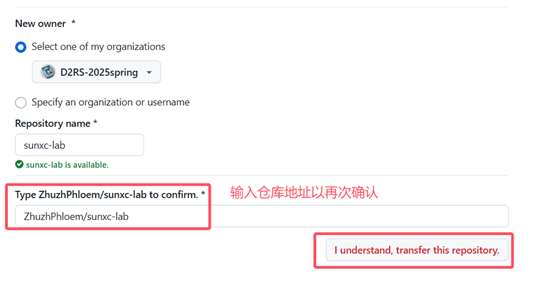 New owner *
Select one of my organizations
D2RS-2025spring
Specify an organization or username
Repository name *
sunxc-lab
sunxc-lab is available.
Type ZhuzhPhloem/sunxc-lab to confirm. *
输入仓库地址以再次确认
ZhuzhPhloem/sunxc-lab
I understand, transfer this repository.